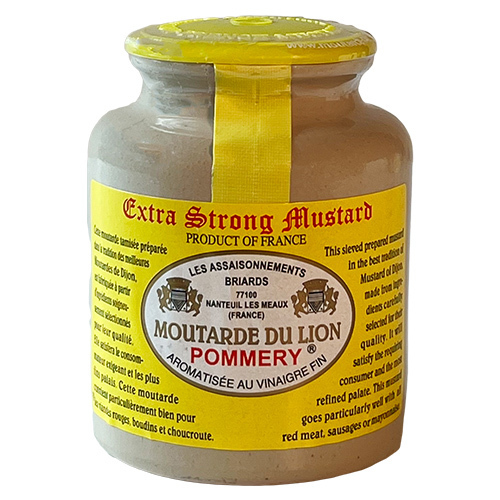 Extra Strong Mustard
PRODUCT OF FRANCE
Cette moutarde tamisée préparée
dans la tradition des meilleures
Moutardes de Dijon,
est fabriquée à partir
d'ingrédients soigneu-
sement sélectionnés
pour leur qualité.
Elle satisfera le consom-
mateur exigeant et les plus
fins palais. Cette moutarde
convient particulièrement bien pour
les viandes rouges, boudins et choucroute.
LES ASSAISONNEMENTS
BRIARDS
77100
NANTEUIL LES MEAUX
(FRANCE)
MOUTARDE DU LION
POMMERY ®
AROMATISÉE AU VINAIGRE FIN
This sieved prepared mustard
in the best tradition of
Mustard of Dijon,
made from ingre-
dients carefully
selected for their
quality. It will
satisfy the requiring
consumer and the most
refined palate. This mustard
goes particularly well with all
red meat, sausages or mayonnaise.